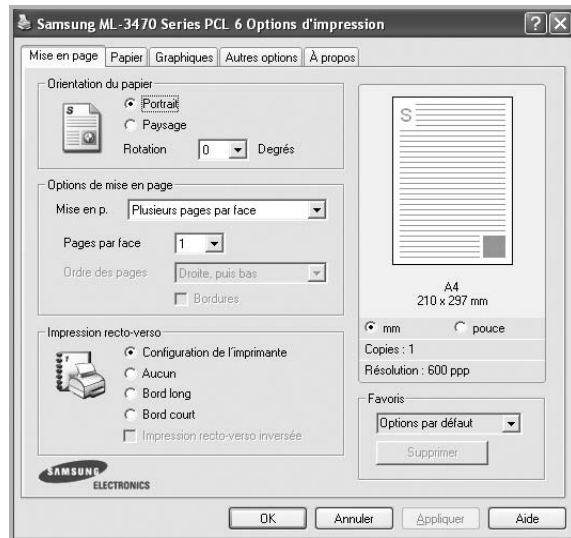 Samsung ML-3470 Series PCL 6 Options d'impression
Mise en page Papier Graphiques Autres options À propos
Orientation du papier
S
Portrait
Paysage
Rotation 0 Degrés
Options de mise en page
Mise en p. Plusieurs pages par face
Pages par face 1
Ordre des pages Droite, puis bas
Bordures
Impression recto-verso
Configuration de l'imprimante
Aucun
Bord long
Bord court
Impression recto-verso inversée
SAMSUNG
ELECTRONICS
S
A4
210 x 297 mm
mm pouce
Copies : 1
Résolution : 600 ppp
Favoris
Options par défaut
Supprimer
OK Annuler Appliquer Aide